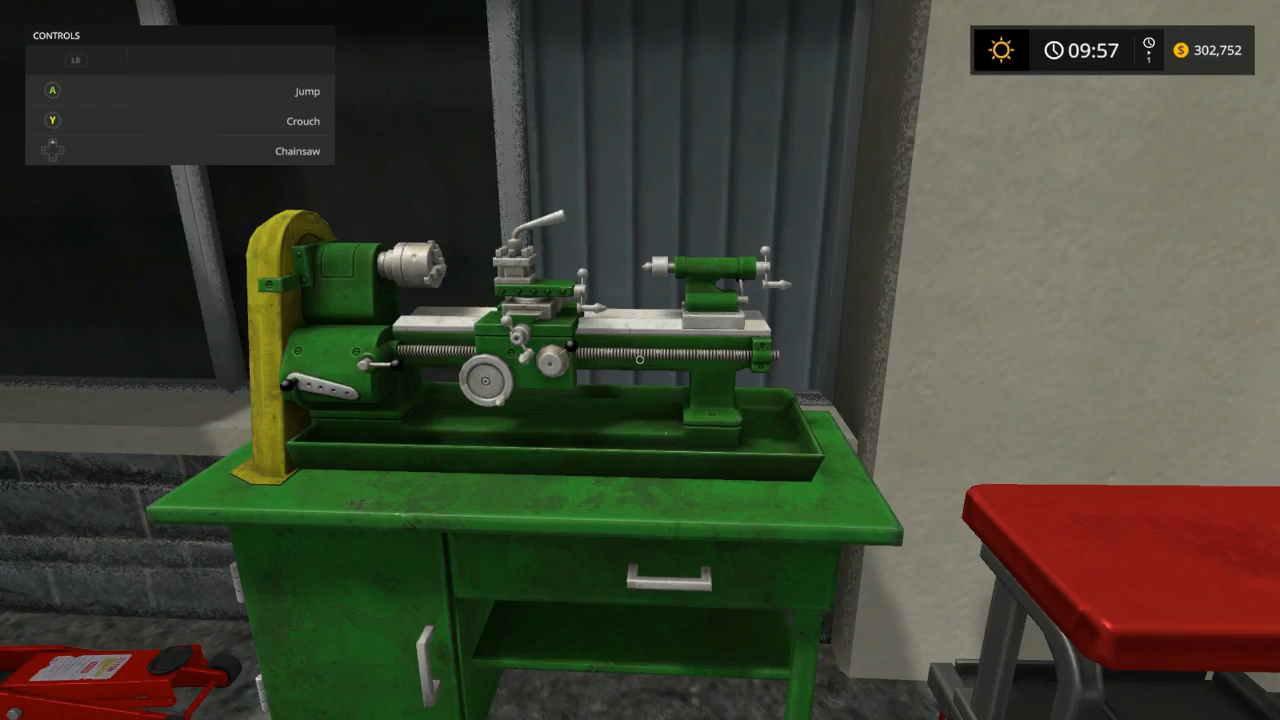 CONTROLS
LB
A Jump
Y Crouch
Chainsaw
09:57
1
302,752